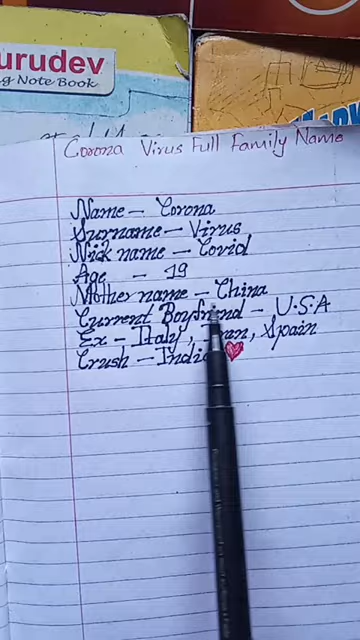 urudev
ng Note Book
Corona Virus Full Family Name
Name - Corona
Surname - Virus
Nick name - Covid
Age - 19
Mother name - China
Current Boyfriend - U.S.A
Ex - Italy, Iran, Spain
Crush - India